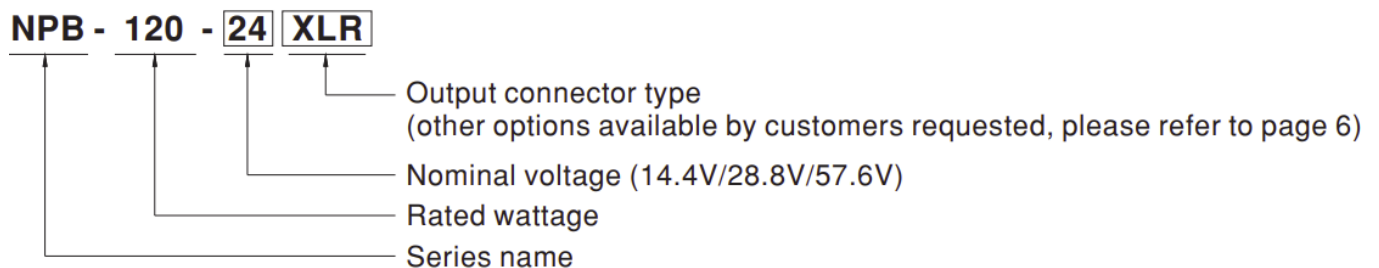 NPB - 120 - 24 XLR
Output connector type
(other options available by customers requested, please refer to page 6)
Nominal voltage (14.4V/28.8V/57.6V)
Rated wattage
Series name